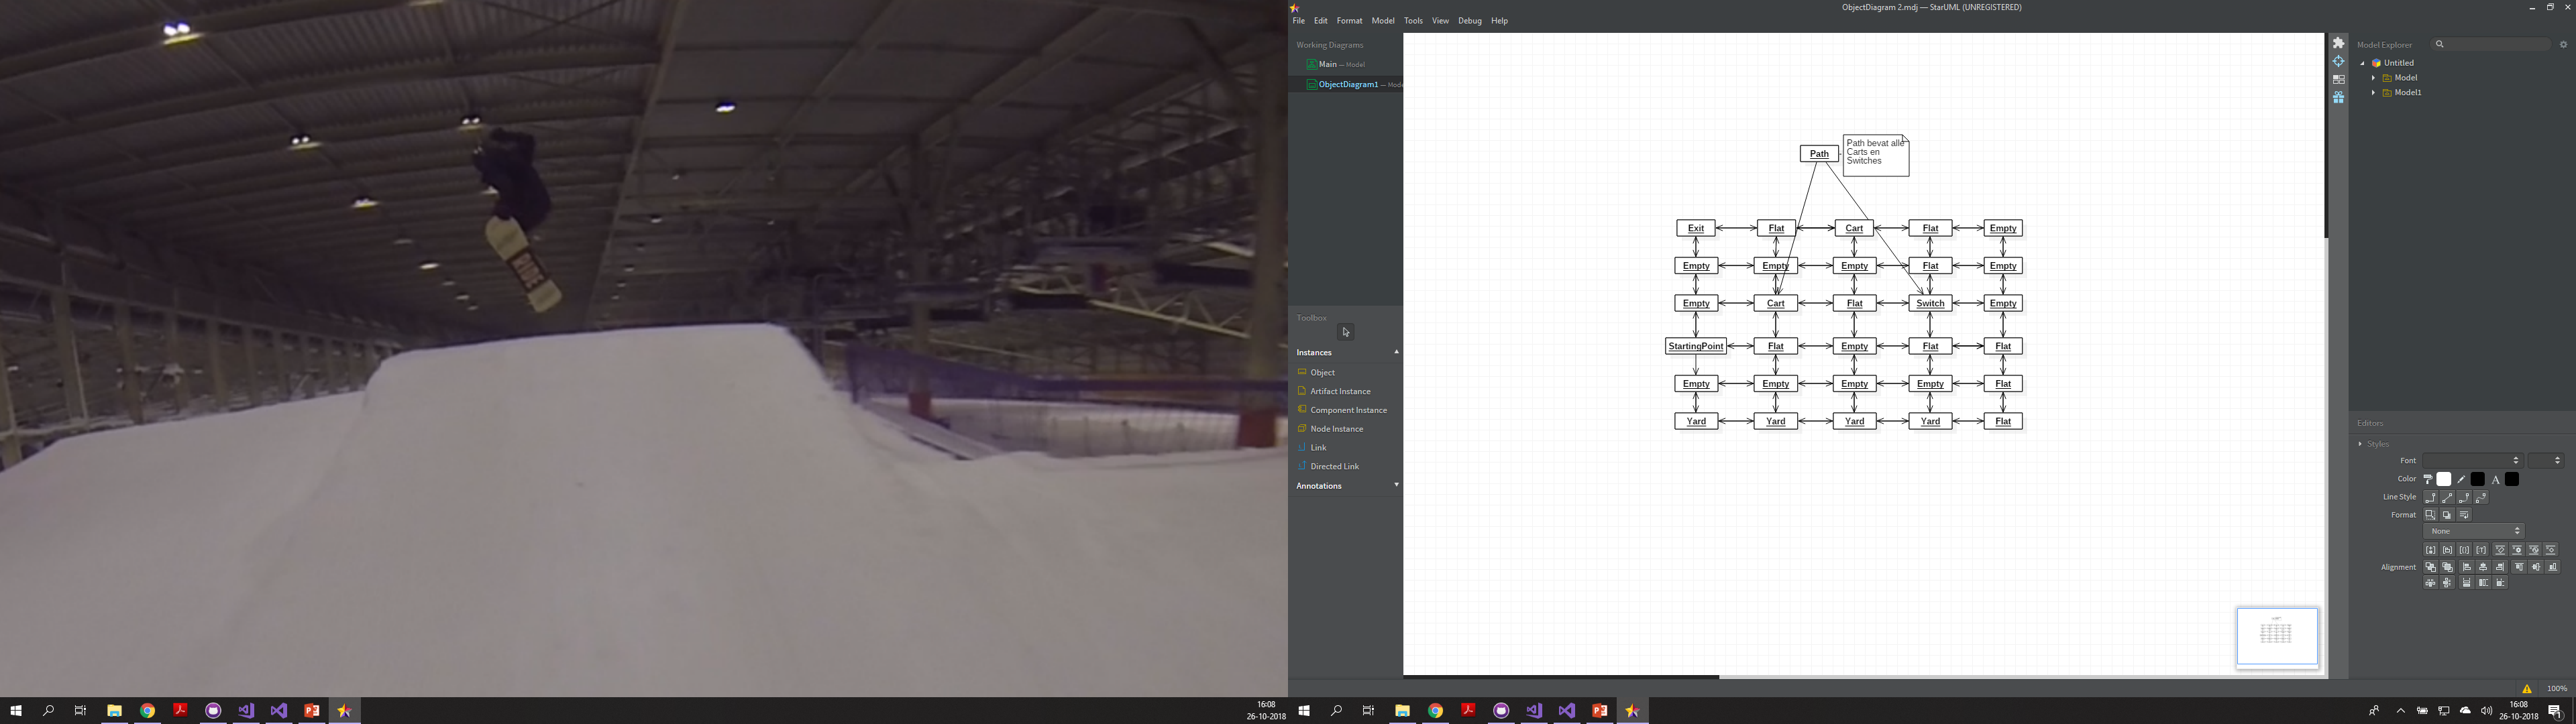 ObjectDiagram 2.mdj — StarUML (UNREGISTERED)
File Edit Format Model Tools View Debug Help
Working Diagrams
Main — Model
ObjectDiagram1 — Mode
Toolbox
Instances
Object
Artifact Instance
Component Instance
Node Instance
Link
Directed Link
Annotations
Path
Path bevat alle
Carts en
Switches
Exit Flat Cart Flat Empty
Empty Empty Empty Flat Empty
Empty Cart Flat Switch Empty
StartingPoint Flat Empty Flat Flat
Empty Empty Empty Empty Flat
Yard Yard Yard Yard Flat
Model Explorer
Untitled
Model
Model1
Editors
Styles
Font
Color
Line Style
Format
None
Alignment
100%
16:08
26-10-2018
16:08
26-10-2018